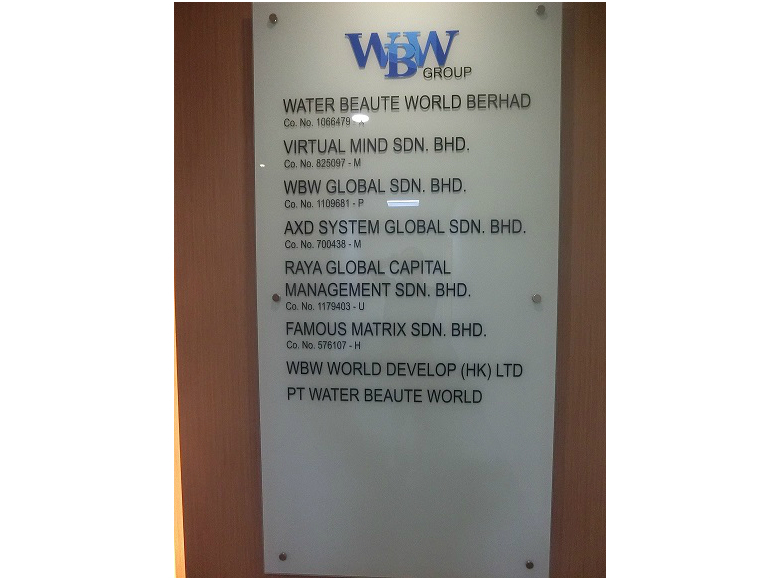 WBW GROUP
WATER BEAUTE WORLD BERHAD
Co. No. 1066479 - X
VIRTUAL MIND SDN. BHD.
Co. No. 825097 - M
WBW GLOBAL SDN. BHD.
Co. No. 1109681 - P
AXD SYSTEM GLOBAL SDN. BHD.
Co. No. 700438 - M
RAYA GLOBAL CAPITAL
MANAGEMENT SDN. BHD.
Co. No. 1179403 - U
FAMOUS MATRIX SDN. BHD.
Co. No. 576107 - H
WBW WORLD DEVELOP (HK) LTD
PT WATER BEAUTE WORLD